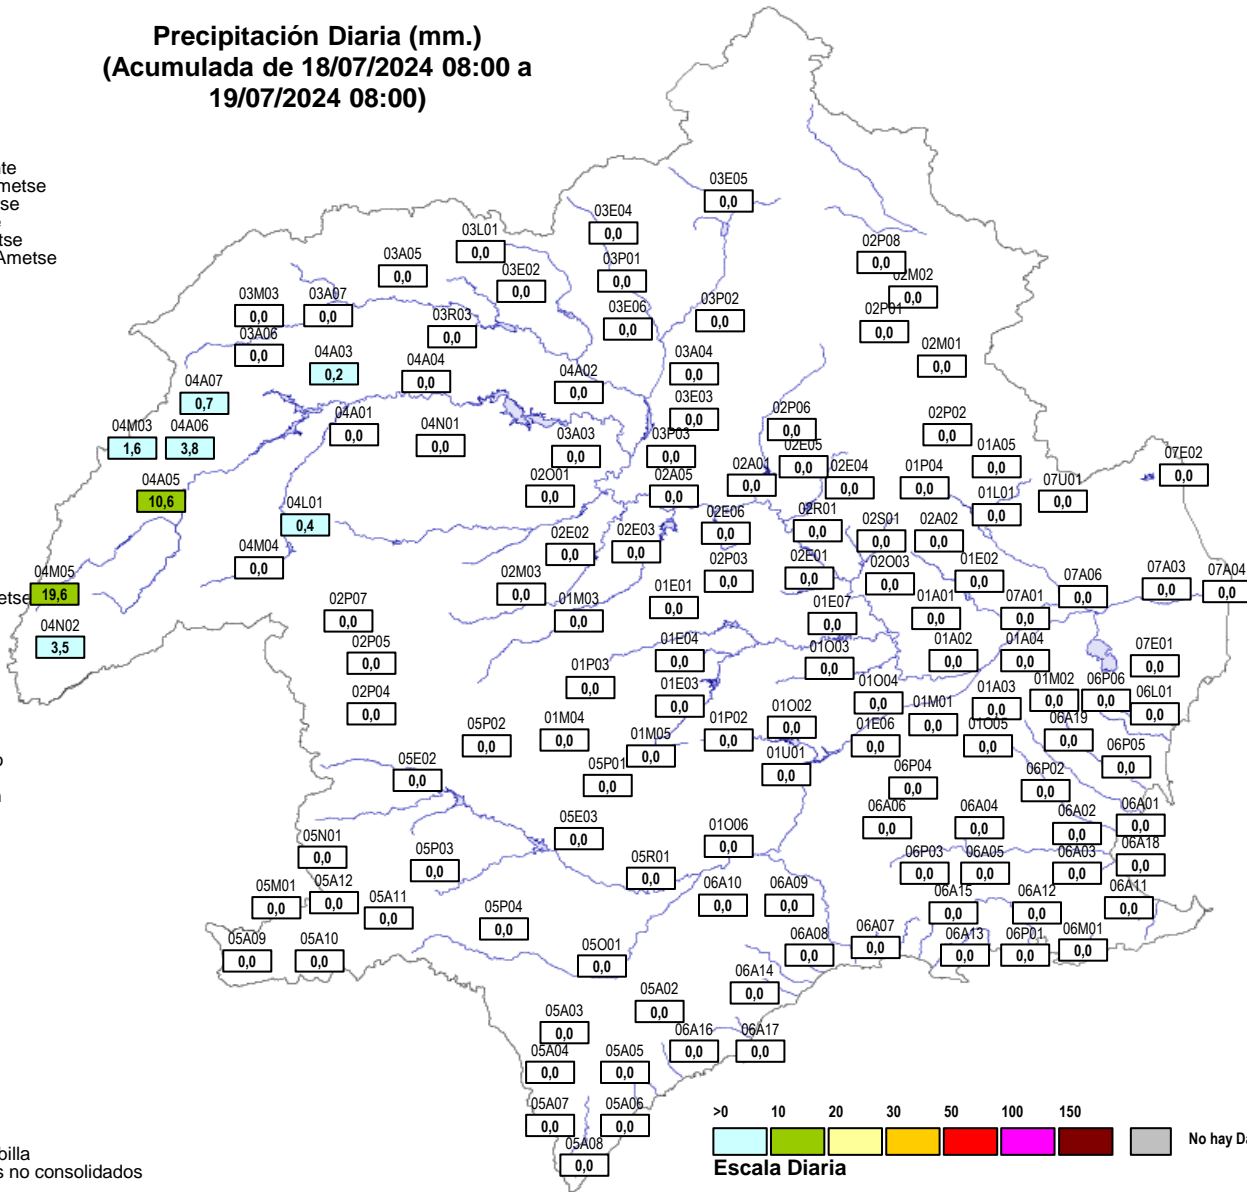 Precipitación Diaria (mm.)
(Acumulada de 18/07/2024 08:00 a
19/07/2024 08:00)
03E05
0,0
03E04
0,0
03L01
0,0
03A05
0,0
03E02
0,0
03P01
0,0
02P08
0,0
02M02
0,0
03M03
0,0
03A07
0,0
03R03
0,0
03E06
0,0
03P02
0,0
02P01
0,0
03A06
0,0
04A03
0,2
04A04
0,0
04A02
0,0
03A04
0,0
02M01
0,0
04A07
0,7
03E03
0,0
04M03
1,6
04A06
3,8
04A01
0,0
04N01
0,0
03A03
0,0
03P03
0,0
02P06
0,0
02P02
0,0
02E05
0,0
01A05
0,0
07E02
0,0
04A05
10,6
02O01
0,0
02A05
0,0
02A01
0,0
02E04
0,0
01P04
0,0
07U01
0,0
01L01
0,0
04L01
0,4
02E06
0,0
02R01
0,0
02S01
0,0
02A02
0,0
04M04
0,0
02E02
0,0
02E03
0,0
04M05
19,6
etse
02M03
0,0
02P03
0,0
02E01
0,0
02O03
0,0
01E02
0,0
07A06
0,0
07A03
0,0
07A04
0,0
02P07
0,0
01M03
0,0
01E01
0,0
01E07
0,0
01A01
0,0
07A01
0,0
04N02
3,5
02P05
0,0
01E04
0,0
01O03
0,0
01A02
0,0
01A04
0,0
07E01
0,0
02P04
0,0
01P03
0,0
01E03
0,0
01O04
0,0
01M01
0,0
01A03
0,0
01M02
0,0
06P06
0,0
06L01
0,0
05P02
0,0
01M04
0,0
01M05
0,0
01P02
0,0
01O02
0,0
01E06
0,0
01O05
0,0
06A19
0,0
05E02
0,0
05P01
0,0
01U01
0,0
06P04
0,0
06P02
0,0
06P05
0,0
05E03
0,0
01O06
0,0
06A06
0,0
06A04
0,0
06A02
0,0
06A01
0,0
05N01
0,0
05P03
0,0
05R01
0,0
06P03
0,0
06A05
0,0
06A03
0,0
06A18
0,0
05M01
0,0
05A12
0,0
05A11
0,0
05P04
0,0
06A10
0,0
06A09
0,0
06A15
0,0
06A12
0,0
06A11
0,0
05A09
0,0
05A10
0,0
05O01
0,0
06A08
0,0
06A07
0,0
06A13
0,0
06P01
0,0
06M01
0,0
06A14
0,0
05A02
0,0
05A03
0,0
06A16
0,0
06A17
0,0
05A04
0,0
05A05
0,0
05A07
0,0
05A06
0,0
05A08
0,0
>0 10 20 30 50 100 150
No hay Da
Escala Diaria
billa
s no consolidados